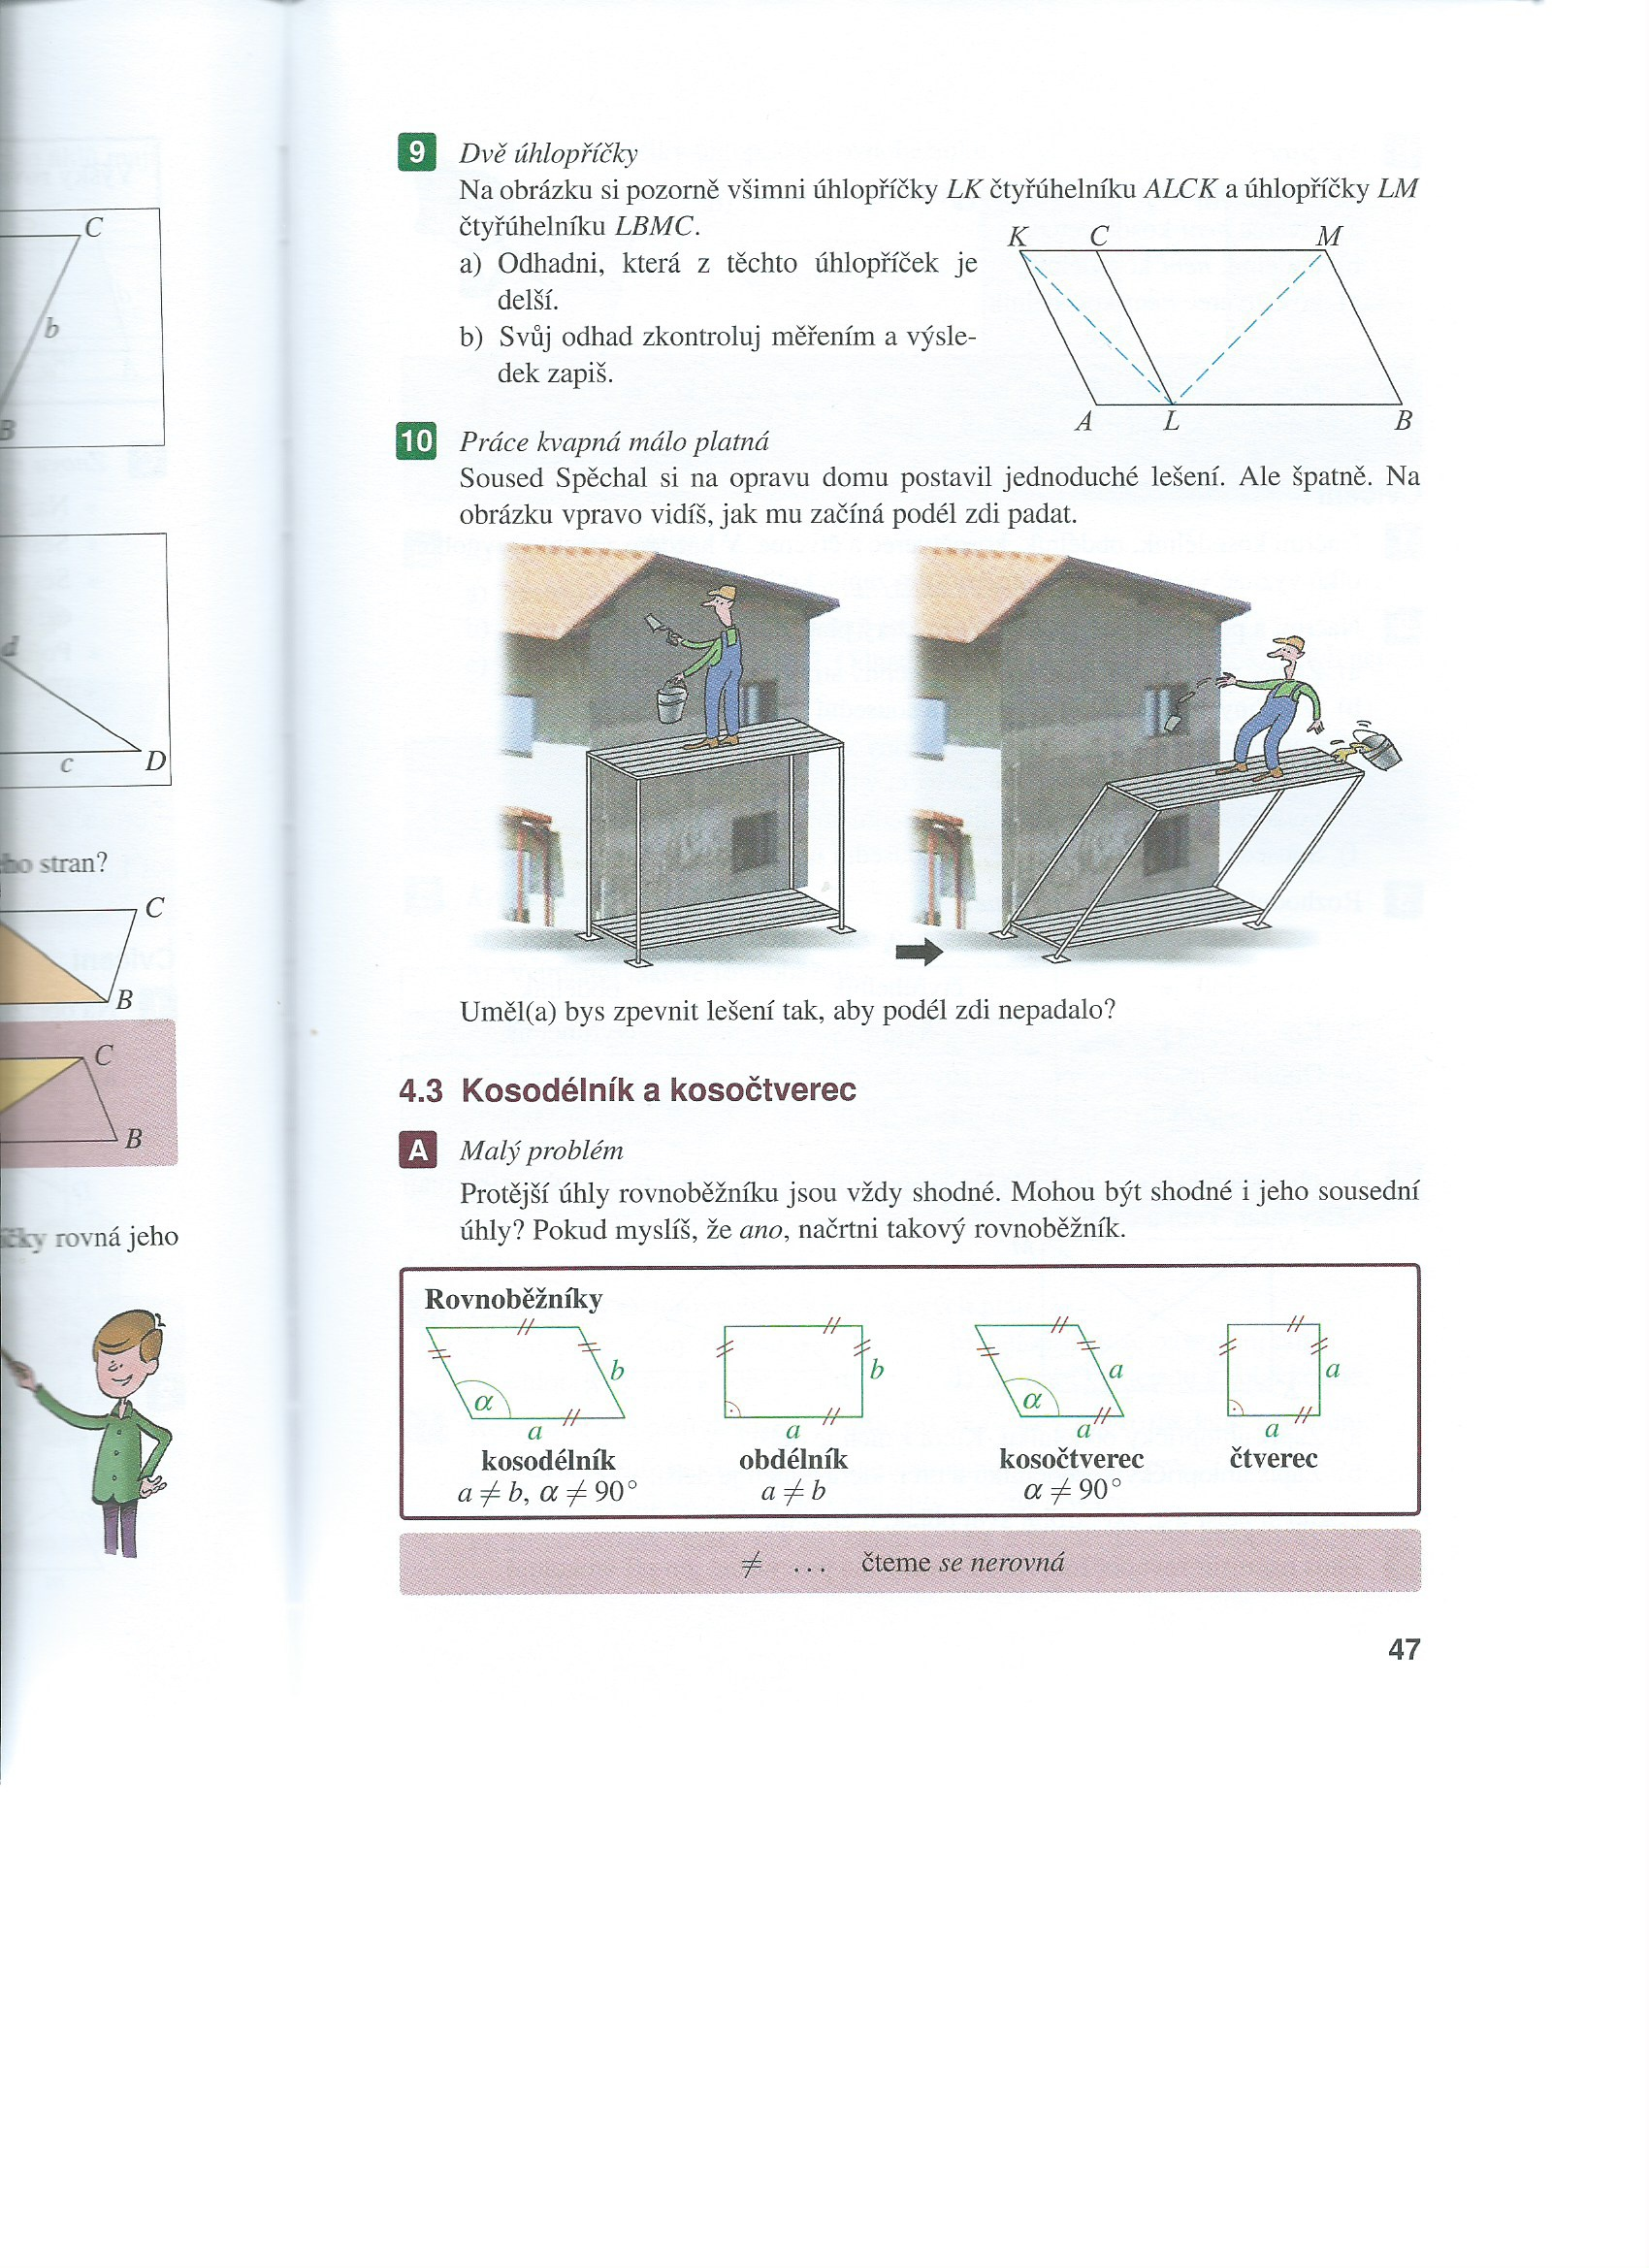 C
b
B
d
c
D
ho stran?
C
B
C
B
rovná jeho
9 Dvě úhlopříčky
Na obrázku si pozorně všimni úhlopříčky LK čtyřúhelníku ALCK a úhlopříčky LM
čtyřúhelníku LBMC.
a) Odhadni, která z těchto úhlopříček je
delší.
b) Svůj odhad zkontroluj měřením a výsle-
dek zapiš.
K C M
A L B
10 Práce kvapná málo platná
Soused Spěchal si na opravu domu postavil jednoduché lešení. Ale špatně. Na
obrázku vpravo vidíš, jak mu začíná podél zdi padat.
Uměl(a) bys zpevnit lešení tak, aby podél zdi nepadalo?
4.3 Kosodélník a kosočtverec
A Malý problém
Protější úhly rovnoběžníku jsou vždy shodné. Mohou být shodné i jeho sousední
úhly? Pokud myslíš, že ano, načrtni takový rovnoběžník.
Rovnoběžníky
b b a a
α α
a a a a
kosodélník obdélník kosočtverec čtverec
a ≠ b, α ≠ 90° a ≠ b α ≠ 90°
≠ ... čteme se nerovná
47